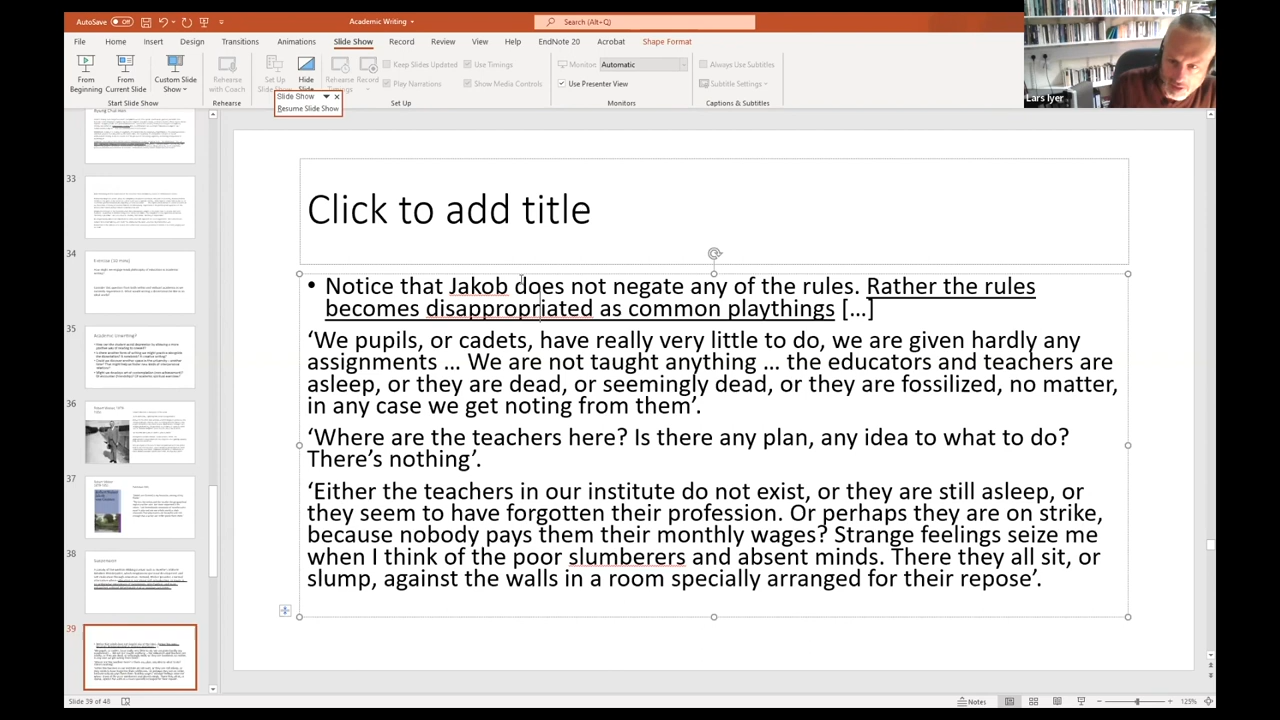 AutoSave Off
Academic Writing
Search (Alt+Q)
File Home Insert Design Transitions Animations Slide Show Record Review View Help EndNote 20 Acrobat Shape Format
From Beginning
From Current Slide
Custom Slide Show
Rehearse with Coach
Set Up
Hide Slide
Rehearse Timings
Record
Keep Slides Updated
Use Timings
Play Narrations
Show Media Controls
Monitor: Automatic
Use Presenter View
Always Use Subtitles
Subtitle Settings
Start Slide Show
Rehearse
Set Up
Monitors
Captions & Subtitles
Slide Show
Resume Slide Show
Lars Iyer
33
34
35
36
37
38
39
Click to add title
• Notice that Jakob does not negate any of the rules. Rather the rules
becomes disappropriated as common playthings […]
‘We pupils, or cadets, have really very little to do, we are given hardly any
assignments … We are not taught anything … the educators and teachers are
asleep, or they are dead, or seemingly dead, or they are fossilized, no matter,
in any case we get noting from them’.
‘Where are the teachers here? Is there any plan, any idea to what to do?
There’s nothing’.
‘Either the teachers in our institute do not exist, or they are still asleep, or
they seem to have forgotten their profession. Or perhaps they are on strike,
because nobody pays them their monthly wages? Strange feelings seize me
when I think of the poor slumberers and absent minds. There they all sit, or
slump, against the walls in a room specially arranged for their repose’.
Slide 39 of 48
Notes
125%